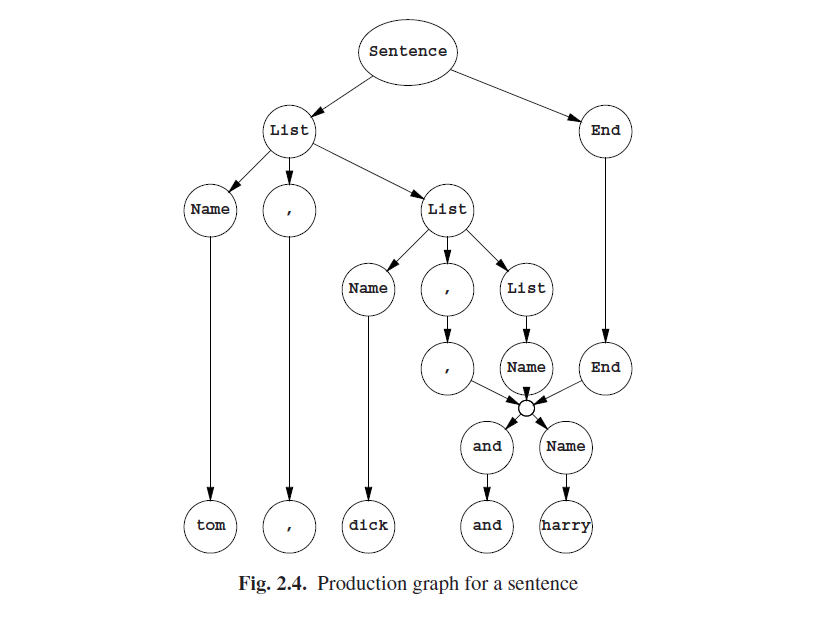 Sentence
List End
Name , List
Name , List
, Name End
and Name
tom , dick and harry
Fig. 2.4. Production graph for a sentence